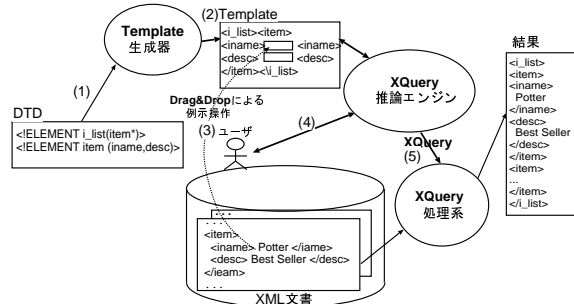 (2)Template
Template
生成器
<i_list><item>
<iname> <iname>
<desc> <desc>
</item><\i_list>
(1)
DTD
<!ELEMENT i_list(item*)>
<!ELEMENT item (iname,desc)>
Drag&Dropによる
例示操作
(3) ユーザ
(4)
XQuery
推論エンジン
XQuery
(5)
XQuery
処理系
結果
<i_list>
<item>
<iname>
Potter
</iname>
<desc>
Best Seller
</desc>
</item>
<item>
...
</item>
</i_list>
...
...
<item>
<iname> Potter </iame>
<desc> Best Seller </desc>
</ieam>
...
XML文書